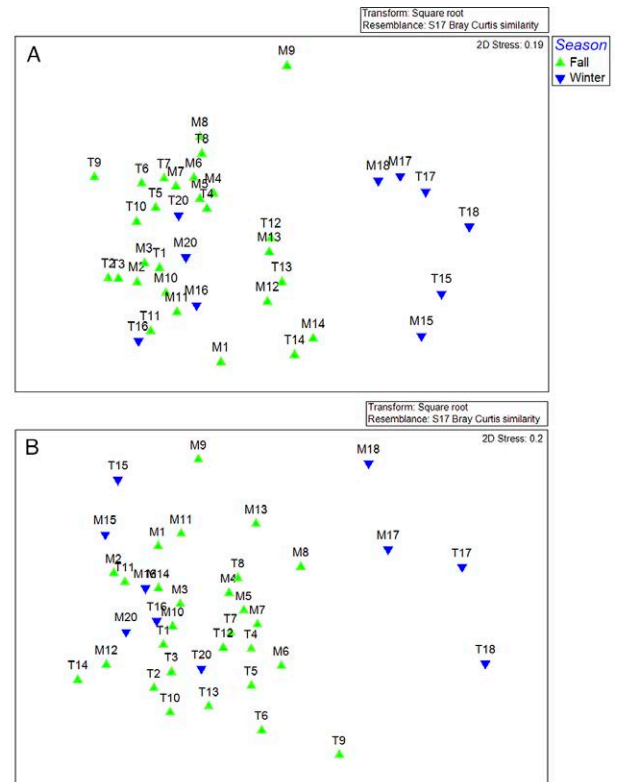 Transform: Square root
Resemblance: S17 Bray Curtis similarity
A
2D Stress: 0.19
Season
Fall
Winter
M9
M8
T8
T9
T6
T7
M7
M6
M5
M4
T4
T5
T20
T10
M18
M17
T17
T18
T12
M13
M3
T1
M20
T2
T3
M2
M10
T13
M12
T15
M16
M11
T11
T16
M14
T14
M15
M1
Transform: Square root
Resemblance: S17 Bray Curtis similarity
B
2D Stress: 0.2
M9
M18
T15
M13
M15
M11
M1
M17
M8
T17
M2
T11
M16
M14
T8
M4
M3
M5
T16
M10
M20
M7
T7
T1
T12
T4
M12
T14
T3
T20
M6
T18
T2
T5
T10
T13
T6
T9